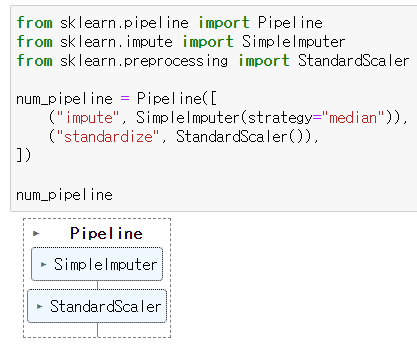 from sklearn.pipeline import Pipeline
from sklearn.impute import SimpleImputer
from sklearn.preprocessing import StandardScaler
num_pipeline = Pipeline([
    ("impute", SimpleImputer(strategy="median")),
    ("standardize", StandardScaler()),
])
num_pipeline
▸ Pipeline
▸ SimpleImputer
▸ StandardScaler